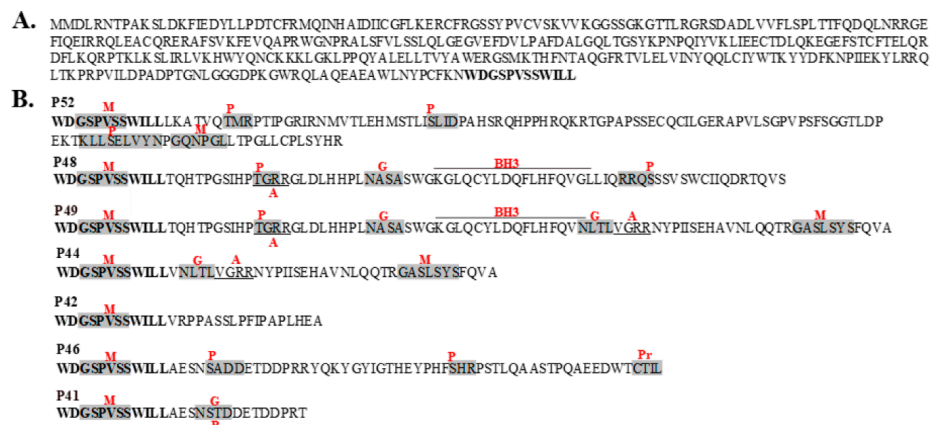 A. MMDLRNTPAKSLDKFIEDYLLPDTCFRMQINHAIDIICGFLKERCFRGSSYPVCVSKVVKGGSSGKGTTLRGRSDADLVVFLSPLTTFQDQLNRRGE
FIQEIRRQLEACQRERAFSVKFEVQAPRWGNPRALSFVLSSLQLGEGVEFDVLPAFDALGQLTGSYKPNPQIYVKLIEECTDLQKEGEFSTCFTELQR
DFLKQRPTKLKSLIRLVKHWYQNCKKKLGKLPPQYALELLTVYAWERGSMKTHFNTAQGFRTVLELVINYQQLCIYWTKYYDFKNPIIEKYLRRQ
LTKPRPVILDPADPTGNLGGGDPKGWRQLAQEAEAWLNYPCFKNWDGSPVSSWILL
B. P52
M P P
WDGSPVSSWILLLKATVQTMRPTIPGRIRNMVTLEHMSTLISLIDPAHSRQHPPHRQKRTGPAPSSECQCILGERAPVLSGPVPSFSGGTLDP
P M
EKTKLLSELVYNPGQNPGLLTPGLLCPLSYHR
P48
M P G BH3 P
WDGSPVSSWILLTQHTPGSIHPTGRRGLDLHHPLNASASWGKGLQCYLDQFLHFQVGLLIQRRQSSSVSWCIIQDRTQVS
A
P49
M P G BH3 G A M
WDGSPVSSWILLTQHTPGSIHPTGRRGLDLHHPLNASASWGKGLQCYLDQFLHFQVNLTLVGRRNYPIISEHAVNLQQTRGASLSYSFQVA
A
P44
M G A M
WDGSPVSSWILLVNLTLVGRRNYPIISEHAVNLQQTRGASLSYSFQVA
P42
M
WDGSPVSSWILLVRPPASSLPFIPAPLHEA
P46
M P P Pr
WDGSPVSSWILLAESNSADDETDDPRRYQKYGYIGTHEYPHFSHRPSTLQAASTPQAEEDWTCTIL
P41
M G
WDGSPVSSWILLAESNSTDDETDDPRT